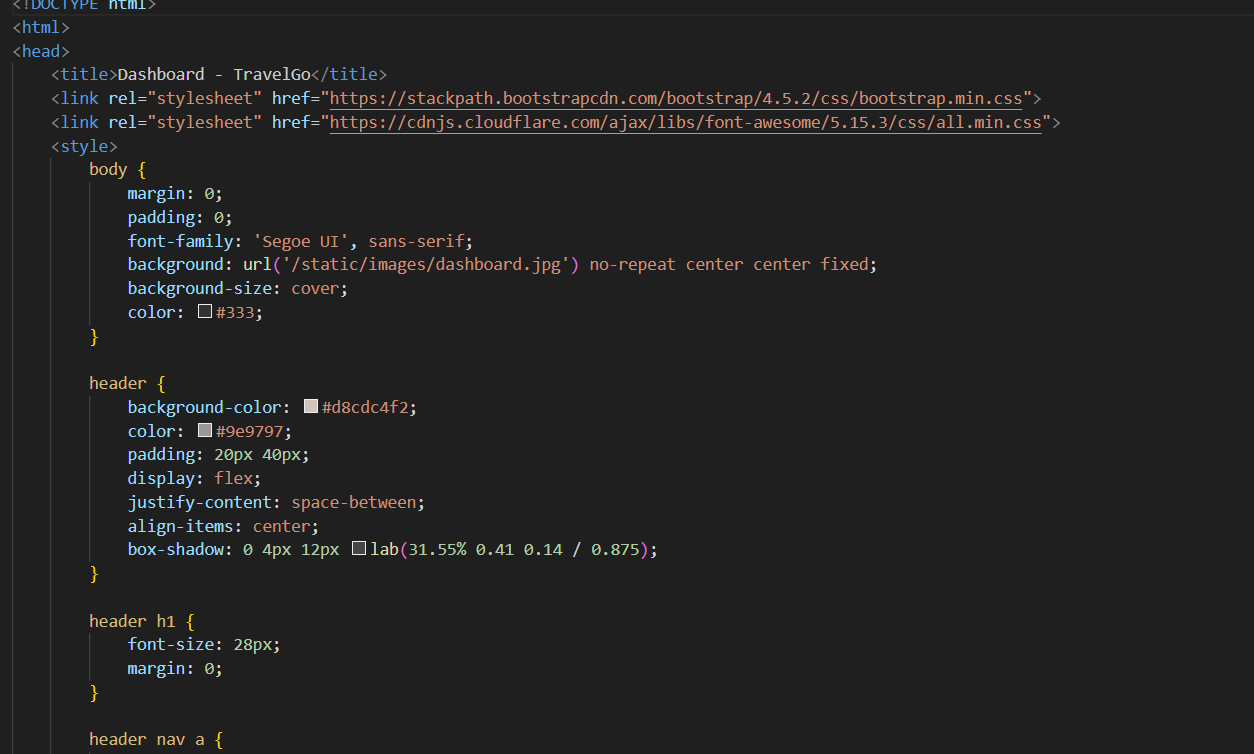 <!DOCTYPE html>
<html>
<head>
    <title>Dashboard - TravelGo</title>
    <link rel="stylesheet" href="https://stackpath.bootstrapcdn.com/bootstrap/4.5.2/css/bootstrap.min.css">
    <link rel="stylesheet" href="https://cdnjs.cloudflare.com/ajax/libs/font-awesome/5.15.3/css/all.min.css">
    <style>
        body {
            margin: 0;
            padding: 0;
            font-family: 'Segoe UI', sans-serif;
            background: url('/static/images/dashboard.jpg') no-repeat center center fixed;
            background-size: cover;
            color: #333;
        }
        header {
            background-color: #d8cdc4f2;
            color: #9e9797;
            padding: 20px 40px;
            display: flex;
            justify-content: space-between;
            align-items: center;
            box-shadow: 0 4px 12px lab(31.55% 0.41 0.14 / 0.875);
        }
        header h1 {
            font-size: 28px;
            margin: 0;
        }
        header nav a {